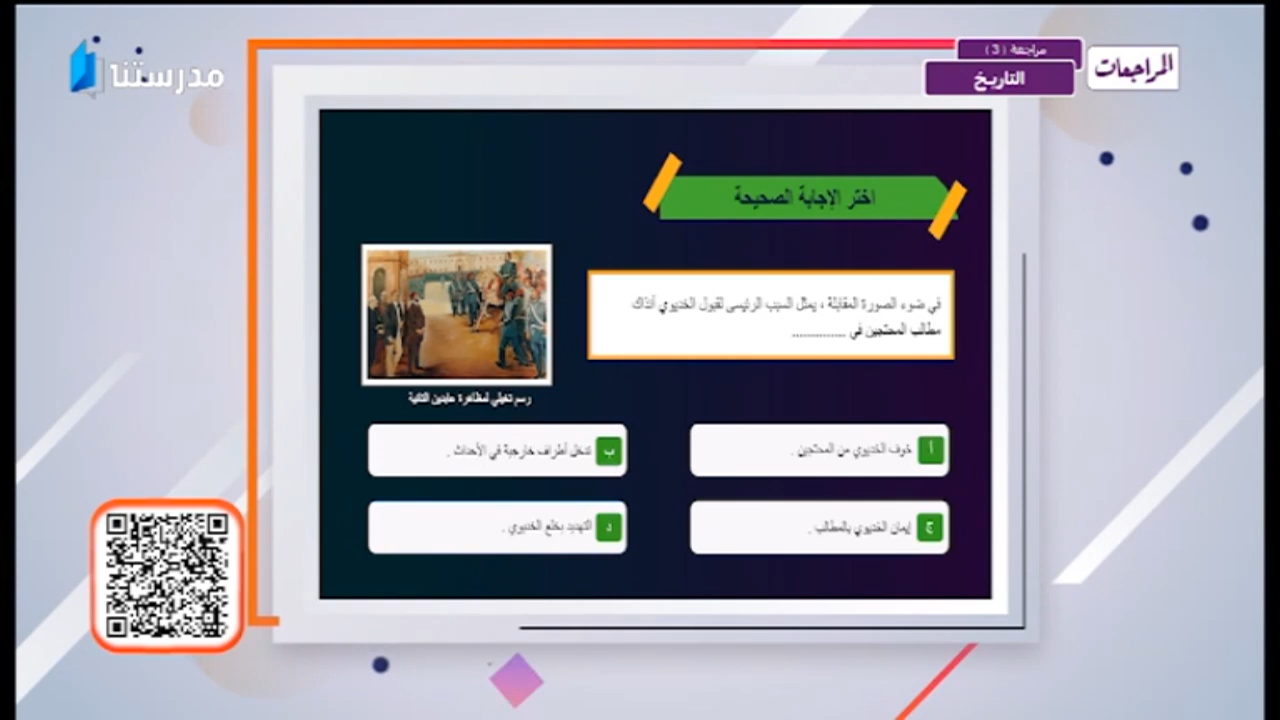 مدرستنا
مراجعة (3)
التاريخ
المراجعات
اختر الإجابة الصحيحة
في ضوء الصورة المقابلة ، يمثل السبب الرئيسي لقبول الخديوي أنذاك
مطالب المحتجين في ...............
رسم تخيلي لمظاهرة عابدين الثانية
أ خوف الخديوي من المحتجين .
ب تدخل أطراف خارجية في الأحداث .
ج إيمان الخديوي بالمطالب .
د التهديد بخلع الخديوي .